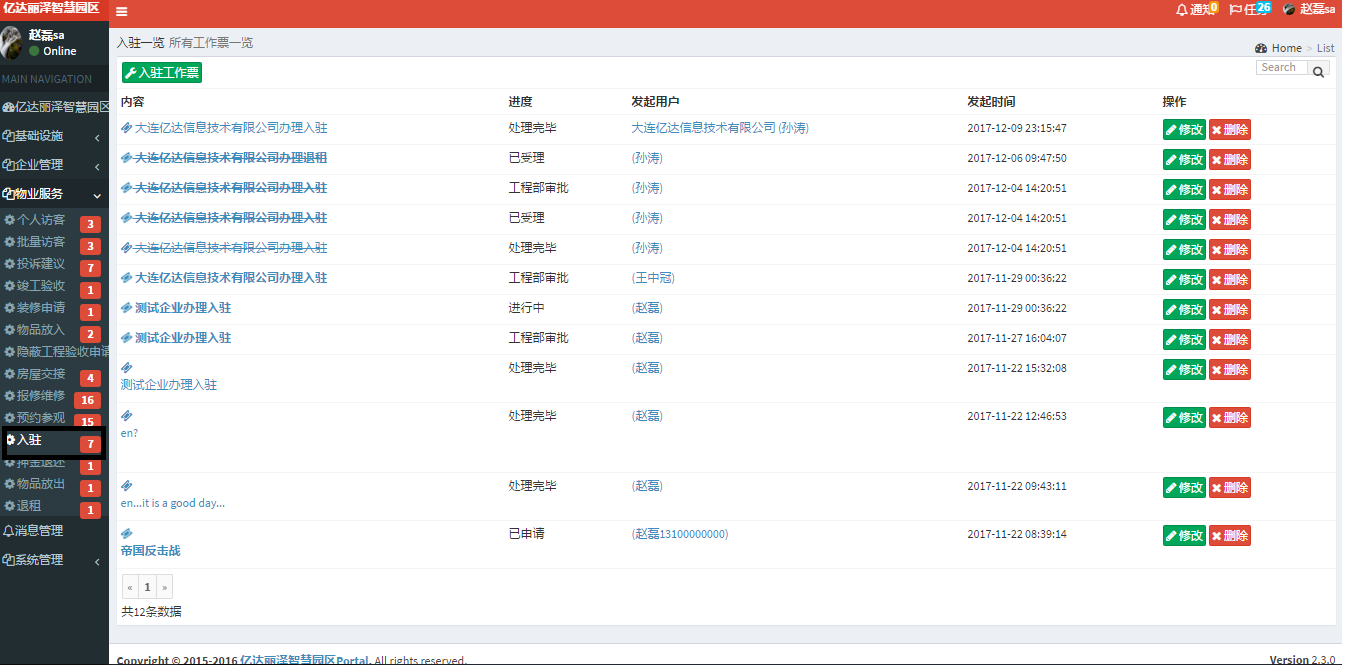 亿达丽泽智慧园区
通知 0 任务 26 赵磊sa
赵磊sa
Online
MAIN NAVIGATION
亿达丽泽智慧园区
基础设施
企业管理
物业服务
个人访客 3
批量访客 3
投诉建议 7
竣工验收 1
装修申请 1
物品放入 2
隐蔽工程验收申请
房屋交接 4
报修维修 16
预约参观 15
入驻 7
押金退还 1
物品放出 1
退租 1
消息管理
系统管理
入驻一览 所有工作票一览
Home > List
入驻工作票
Search
内容 进度 发起用户 发起时间 操作
大连亿达信息技术有限公司办理入驻 处理完毕 大连亿达信息技术有限公司 (孙涛) 2017-12-09 23:15:47 修改 删除
大连亿达信息技术有限公司办理退租 已受理 (孙涛) 2017-12-06 09:47:50 修改 删除
大连亿达信息技术有限公司办理入驻 工程部审批 (孙涛) 2017-12-04 14:20:51 修改 删除
大连亿达信息技术有限公司办理入驻 已受理 (孙涛) 2017-12-04 14:20:51 修改 删除
大连亿达信息技术有限公司办理入驻 处理完毕 (孙涛) 2017-12-04 14:20:51 修改 删除
大连亿达信息技术有限公司办理入驻 工程部审批 (王中冠) 2017-11-29 00:36:22 修改 删除
测试企业办理入驻 进行中 (赵磊) 2017-11-29 00:36:22 修改 删除
测试企业办理入驻 工程部审批 (赵磊) 2017-11-27 16:04:07 修改 删除
处理完毕 (赵磊) 2017-11-22 15:32:08 修改 删除
测试企业办理入驻
处理完毕 (赵磊) 2017-11-22 12:46:53 修改 删除
en?
处理完毕 (赵磊) 2017-11-22 09:43:11 修改 删除
en...it is a good day...
已申请 (赵磊13100000000) 2017-11-22 08:39:14 修改 删除
帝国反击战
« 1 »
共12条数据
Copyright © 2015-2016 亿达丽泽智慧园区Portal. All rights reserved.
Version 2.3.0